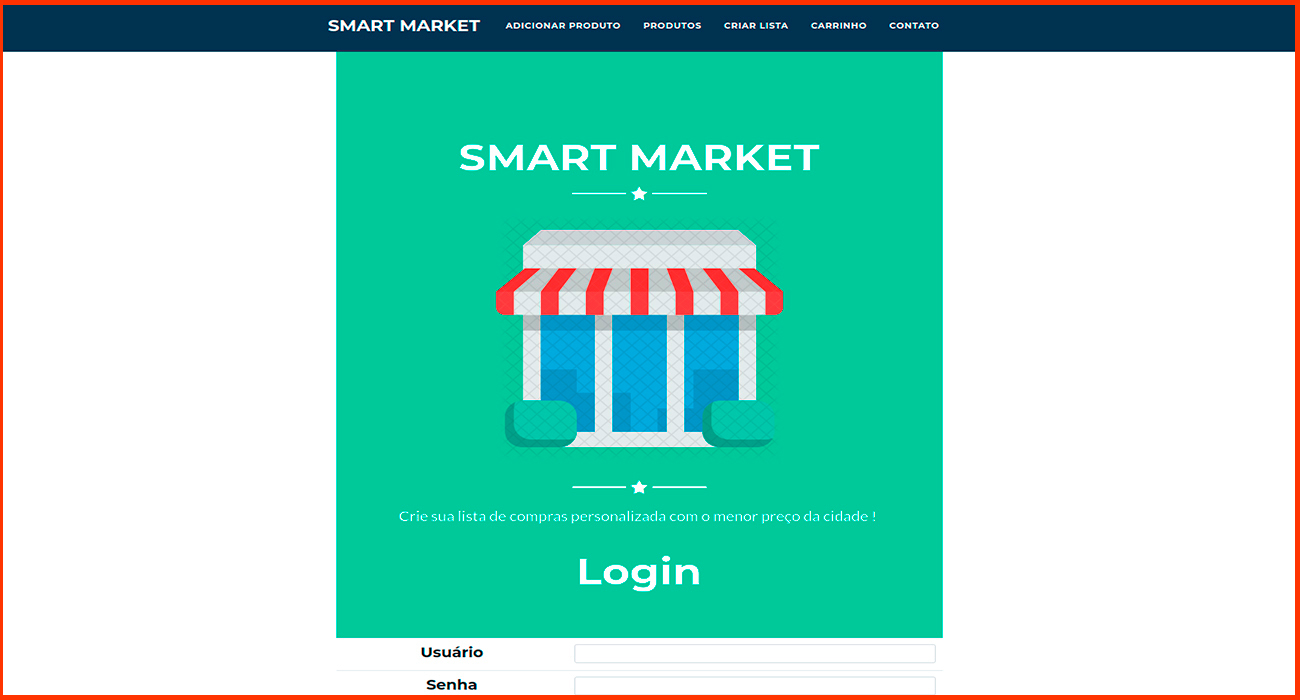 SMART MARKET ADICIONAR PRODUTO PRODUTOS CRIAR LISTA CARRINHO CONTATO
SMART MARKET
Crie sua lista de compras personalizada com o menor preço da cidade !
Login
Usuário
Senha